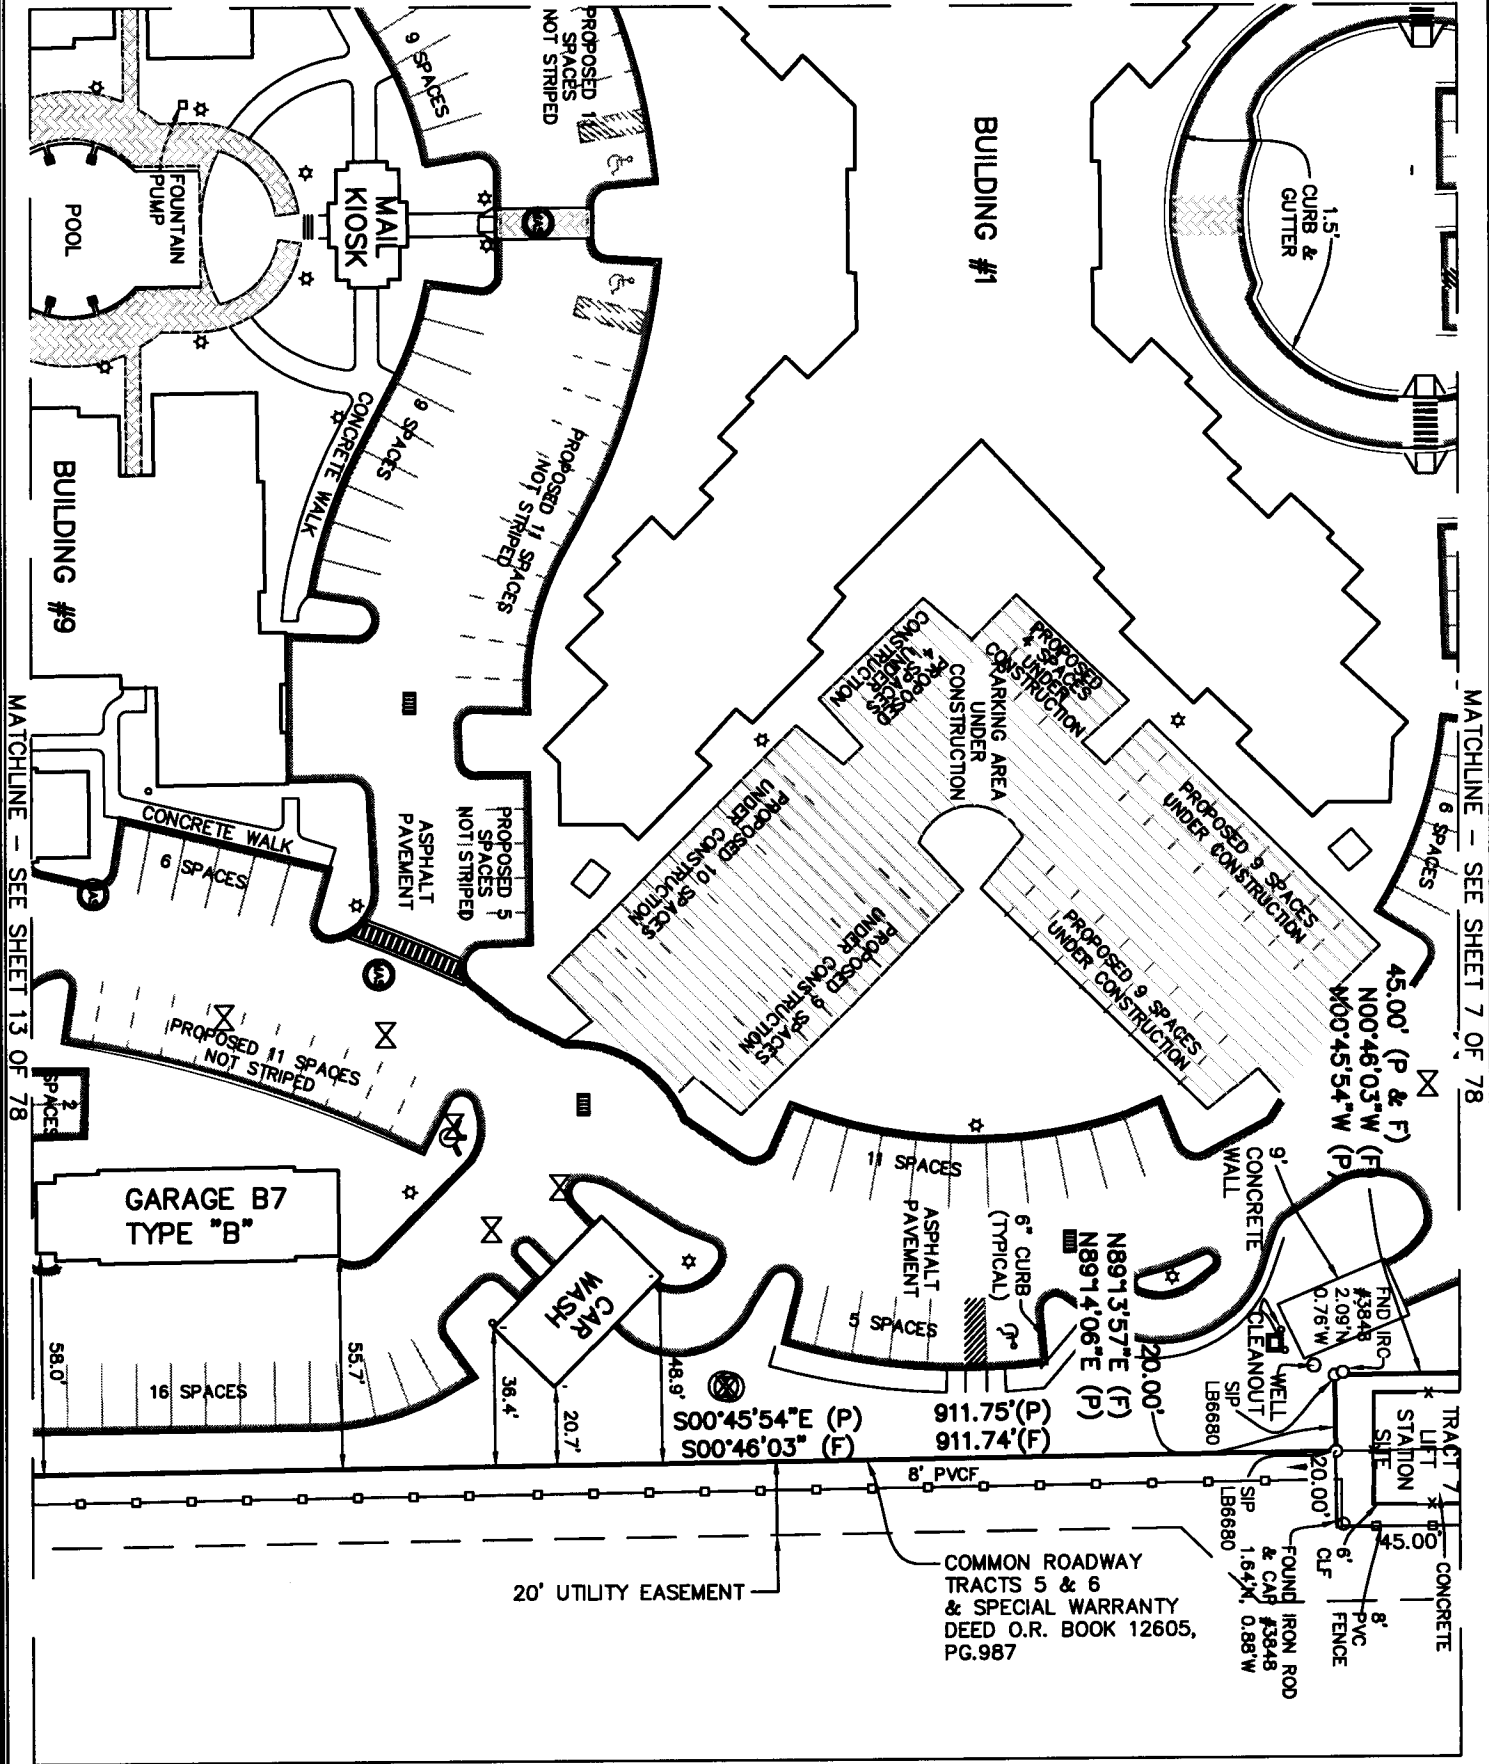 9 SPACES
PROPOSED 11
SPACES
NOT STRIPED
BUILDING #1
1.5'
CURB &
GUTTER
FOUNTAIN
PUMP
POOL
MAIL
KIOSK
9 SPACES
CONCRETE WALK
PROPOSED 11 SPACES
NOT STRIPED
BUILDING #9
PROPOSED
4 SPACES
UNDER
CONSTRUCTION
PROPOSED
4 SPACES
UNDER
CONSTRUCTION
PARKING AREA
UNDER
CONSTRUCTION
PROPOSED 9 SPACES
UNDER CONSTRUCTION
PROPOSED 9 SPACES
UNDER CONSTRUCTION
PROPOSED 10 SPACES
UNDER CONSTRUCTION
PROPOSED 9 SPACES
UNDER CONSTRUCTION
6 SPACES
MATCHLINE - SEE SHEET 7 OF 78
MATCHLINE - SEE SHEET 13 OF 78
CONCRETE WALK
6 SPACES
ASPHALT
PAVEMENT
PROPOSED 5
SPACES
NOT STRIPED
MAS
MAS
MAS
PROPOSED 11 SPACES
NOT STRIPED
2
SPACES
GARAGE B7
TYPE "B"
11 SPACES
ASPHALT
PAVEMENT
6" CURB
(TYPICAL)
5 SPACES
CAR
WASH
16 SPACES
58.0'
55.7'
36.4'
20.7'
48.9'
45.00' (P & F)
N00°46'03"W (F)
N00°45'54"W (P)
9'
CONCRETE
WALL
N89°13'57"E (F)
N89°14'06"E (P)
20.00'
FND IRC
#3848
2.09'N
0.76'W
WELL
CLEANOUT
SIP
LB6680
TRACT 7
LIFT
STATION
SITE
20.00'
SIP
LB6680
45.00'
6'
CLF
8'
PVC
FENCE
CONCRETE
FOUND IRON ROD
& CAP #3848
1.64'N, 0.88'W
S00°45'54"E (P)
S00°46'03" (F)
911.75'(P)
911.74'(F)
8' PVCF
20' UTILITY EASEMENT
COMMON ROADWAY
TRACTS 5 & 6
& SPECIAL WARRANTY
DEED O.R. BOOK 12605,
PG.987